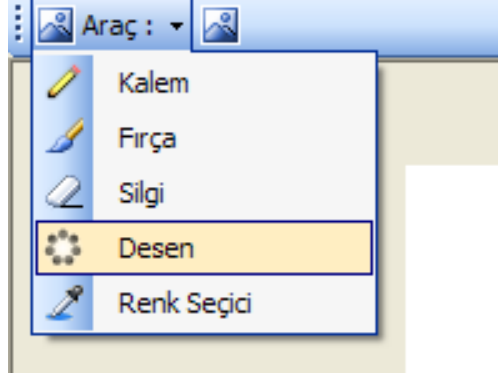 Araç :
Kalem
Fırça
Silgi
Desen
Renk Seçici